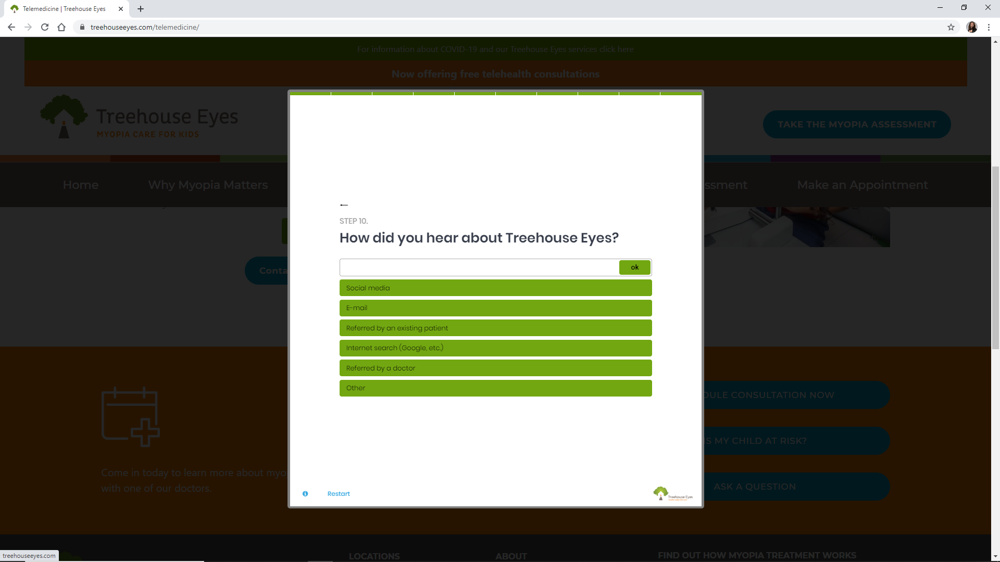 Telemedicine | Treehouse Eyes
treehouseeyes.com/telemedicine/
For information about COVID-19 and our Treehouse Eyes services click here
Now offering free telehealth consultations
Treehouse Eyes
MYOPIA CARE FOR KIDS
TAKE THE MYOPIA ASSESSMENT
Home
Why Myopia Matters
ssment
Make an Appointment
STEP 10.
How did you hear about Treehouse Eyes?
ok
Social media
E-mail
Referred by an existing patient
Internet search (Google, etc.)
Referred by a doctor
Other
Conta
DULE CONSULTATION NOW
IS MY CHILD AT RISK?
ASK A QUESTION
Come in today to learn more about myo
with one of our doctors.
Restart
Treehouse Eyes
LOCATIONS
ABOUT
FIND OUT HOW MYOPIA TREATMENT WORKS
treehouseeyes.com